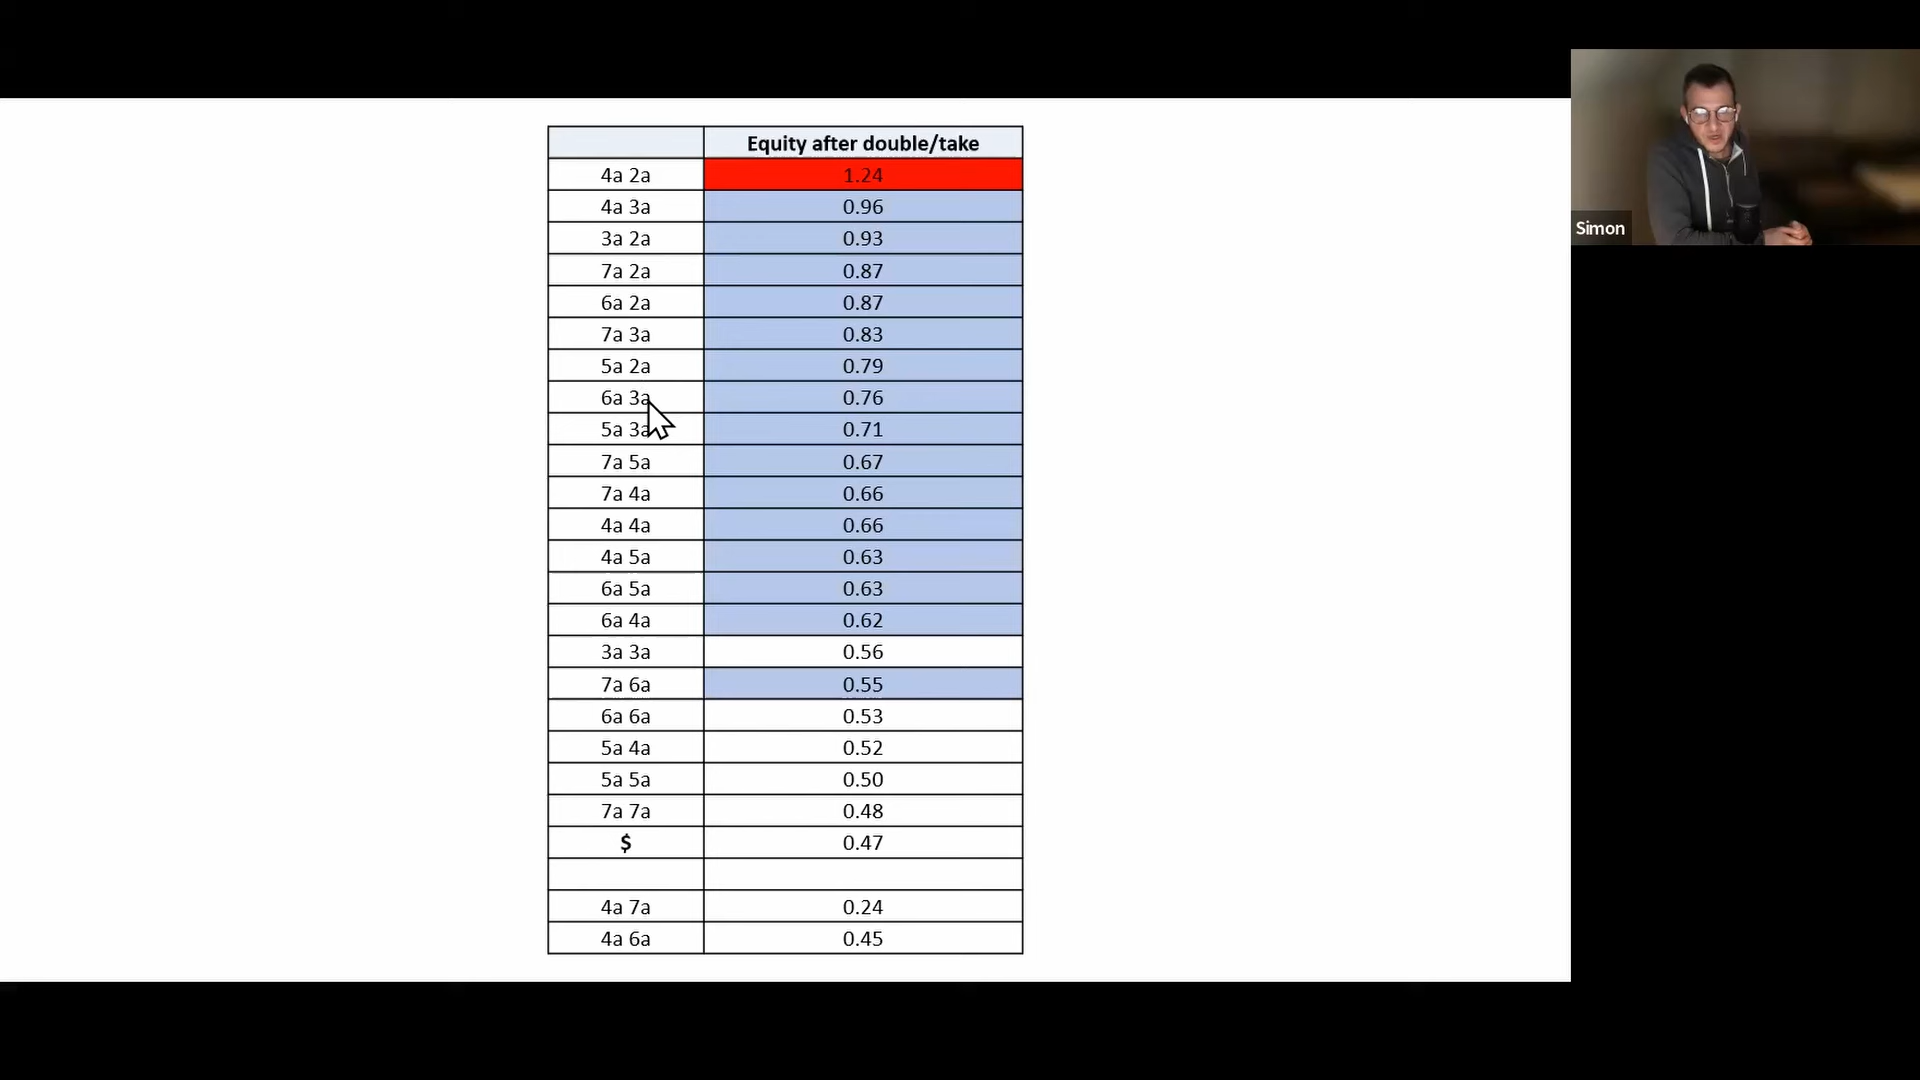 Equity after double/take
4a 2a 1.24
4a 3a 0.96
3a 2a 0.93
7a 2a 0.87
6a 2a 0.87
7a 3a 0.83
5a 2a 0.79
6a 3a 0.76
5a 3a 0.71
7a 5a 0.67
7a 4a 0.66
4a 4a 0.66
4a 5a 0.63
6a 5a 0.63
6a 4a 0.62
3a 3a 0.56
7a 6a 0.55
6a 6a 0.53
5a 4a 0.52
5a 5a 0.50
7a 7a 0.48
$ 0.47
4a 7a 0.24
4a 6a 0.45
Simon